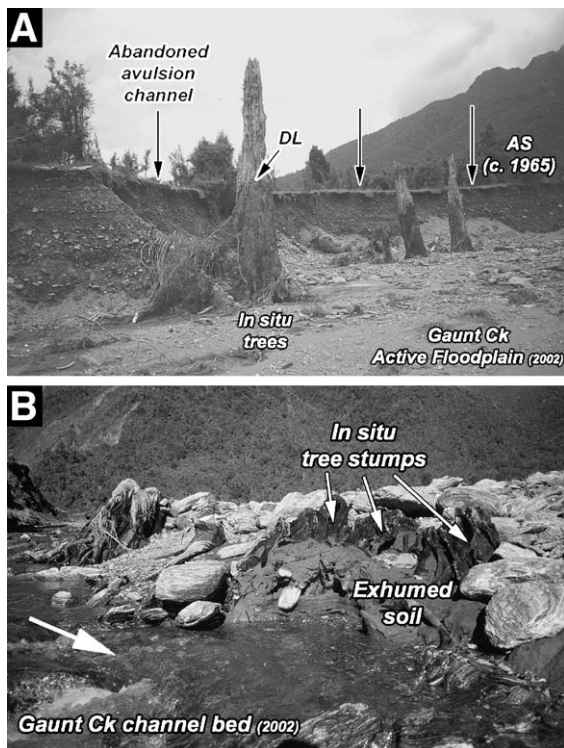 A
Abandoned
avulsion
channel
DL
AS
(c. 1965)
In situ
trees
Gaunt Ck
Active Floodplain (2002)
B
In situ
tree stumps
Exhumed
soil
Gaunt Ck channel bed (2002)